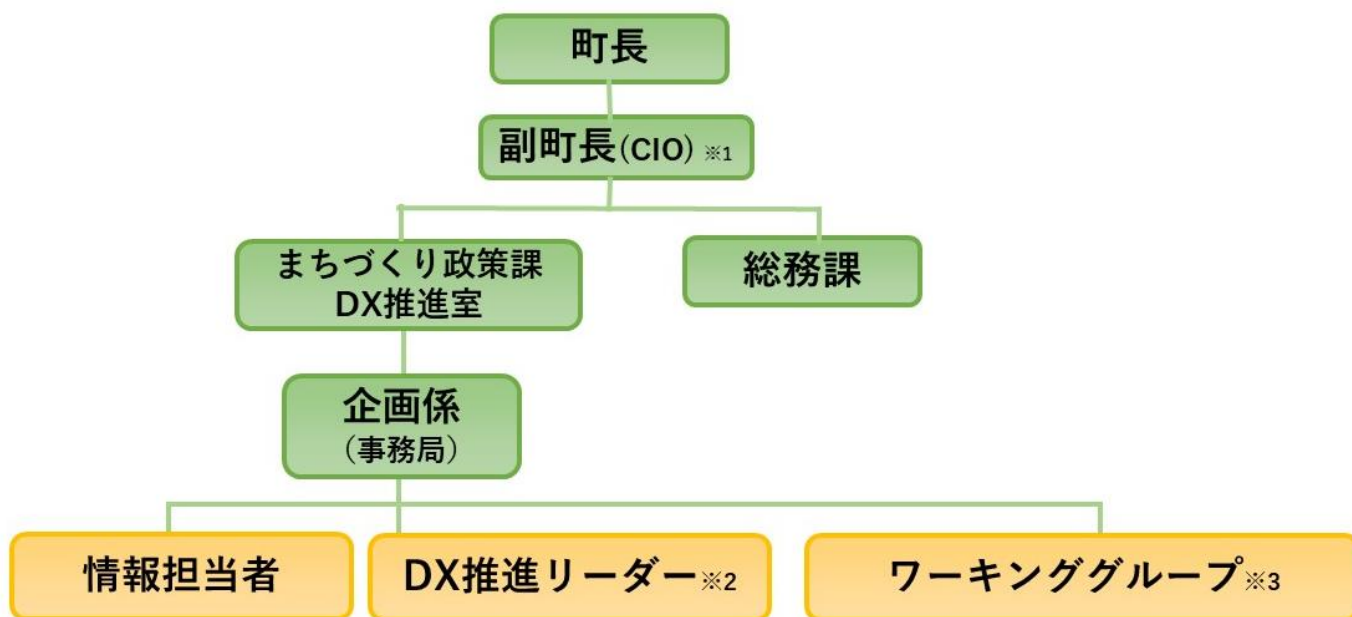 町長
副町長(CIO) ※1
まちづくり政策課
DX推進室
総務課
企画係
(事務局)
情報担当者
DX推進リーダー※2
ワーキンググループ※3